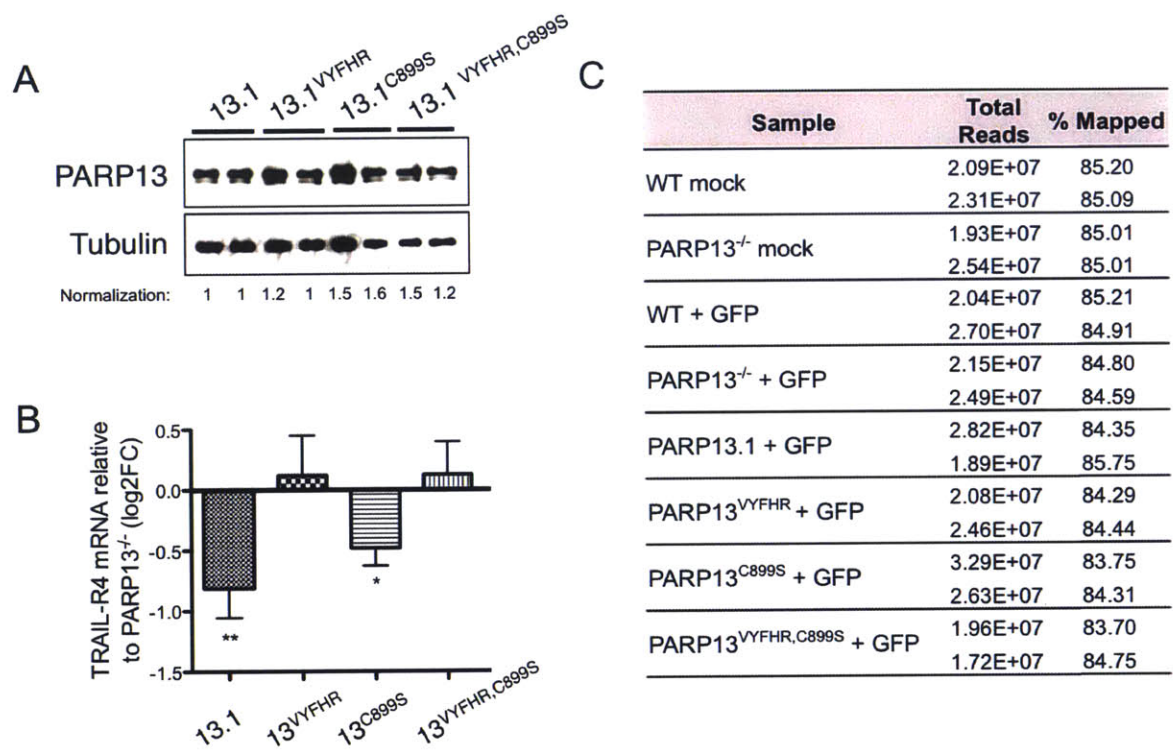 A
13.1 13.1VYFHR 13.1C899S 13.1 VYFHR,C899S
PARP13
Tubulin
Normalization: 1 1 1.2 1 1.5 1.6 1.5 1.2
B
TRAIL-R4 mRNA relative
to PARP13-/- (log2FC)
0.5
0.0
-0.5
-1.0
-1.5
**
*
13.1 13VYFHR 13C899S 13VYFHR,C899S
C
Sample Total Reads % Mapped
WT mock 2.09E+07 85.20
2.31E+07 85.09
PARP13-/- mock 1.93E+07 85.01
2.54E+07 85.01
WT + GFP 2.04E+07 85.21
2.70E+07 84.91
PARP13-/- + GFP 2.15E+07 84.80
2.49E+07 84.59
PARP13.1 + GFP 2.82E+07 84.35
1.89E+07 85.75
PARP13VYFHR + GFP 2.08E+07 84.29
2.46E+07 84.44
PARP13C899S + GFP 3.29E+07 83.75
2.63E+07 84.31
PARP13VYFHR,C899S + GFP 1.96E+07 83.70
1.72E+07 84.75